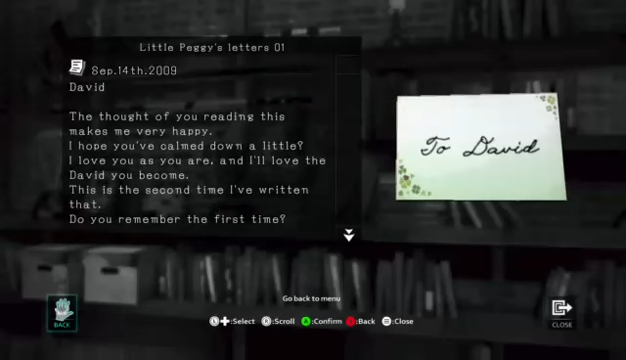 Little Peggy's letters 01
Sep.14th.2009
David
The thought of you reading this
makes me very happy.
I hope you've calmed down a little?
I love you as you are, and I'll love the
David you become.
This is the second time I've written
that.
Do you remember the first time?
To David
Go back to menu
BACK
L:Select R:Scroll A:Confirm B:Back :Close
CLOSE